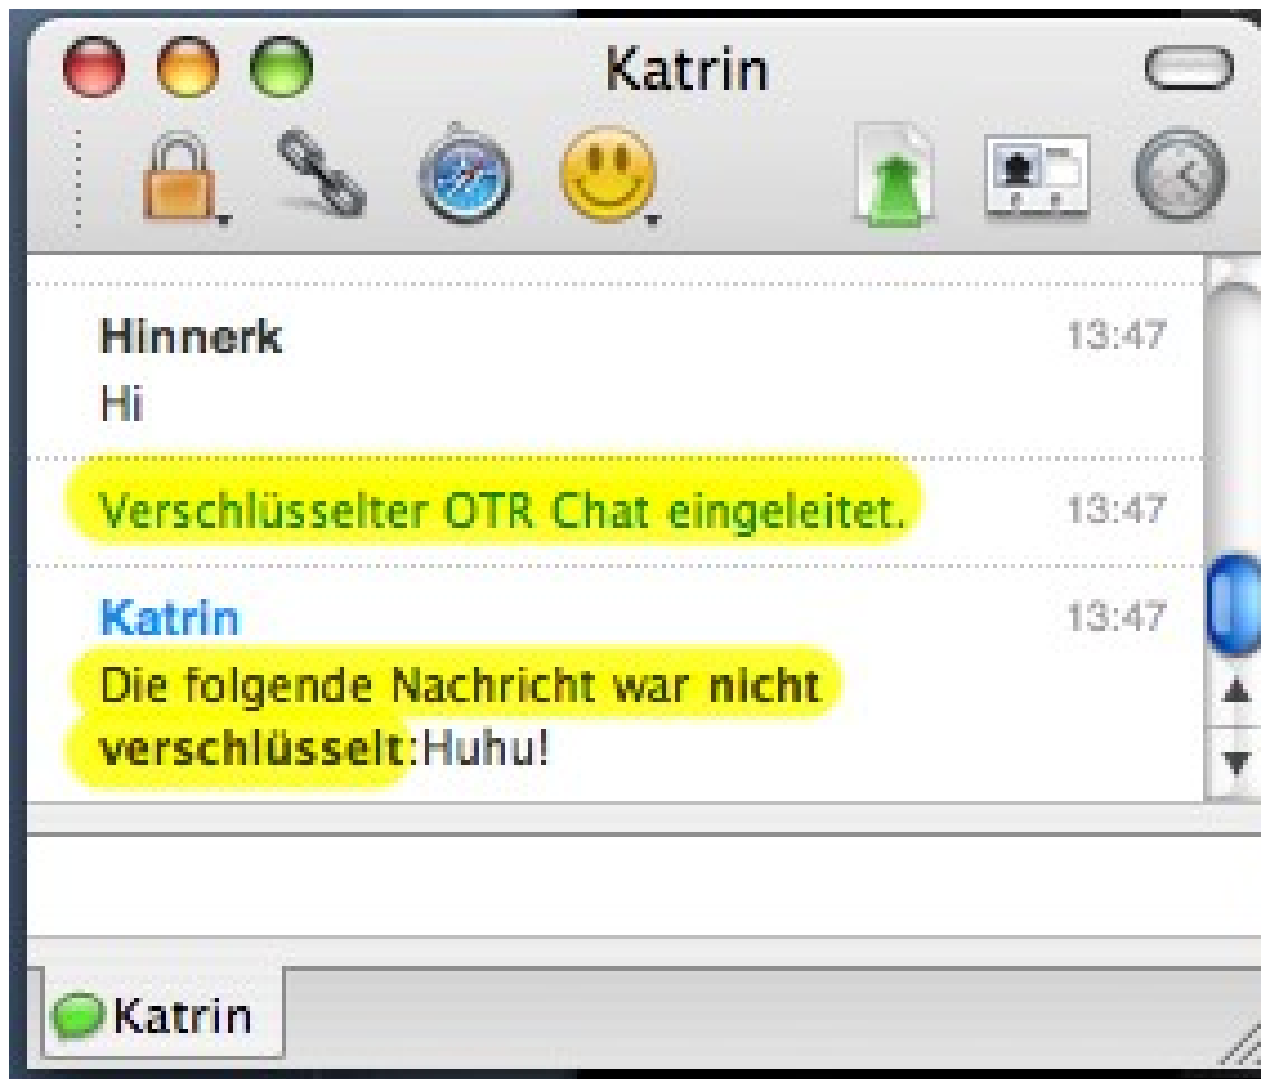 Katrin
Hinnerk 13:47
Hi
Verschlüsselter OTR Chat eingeleitet. 13:47
Katrin 13:47
Die folgende Nachricht war nicht
verschlüsselt:Huhu!
Katrin